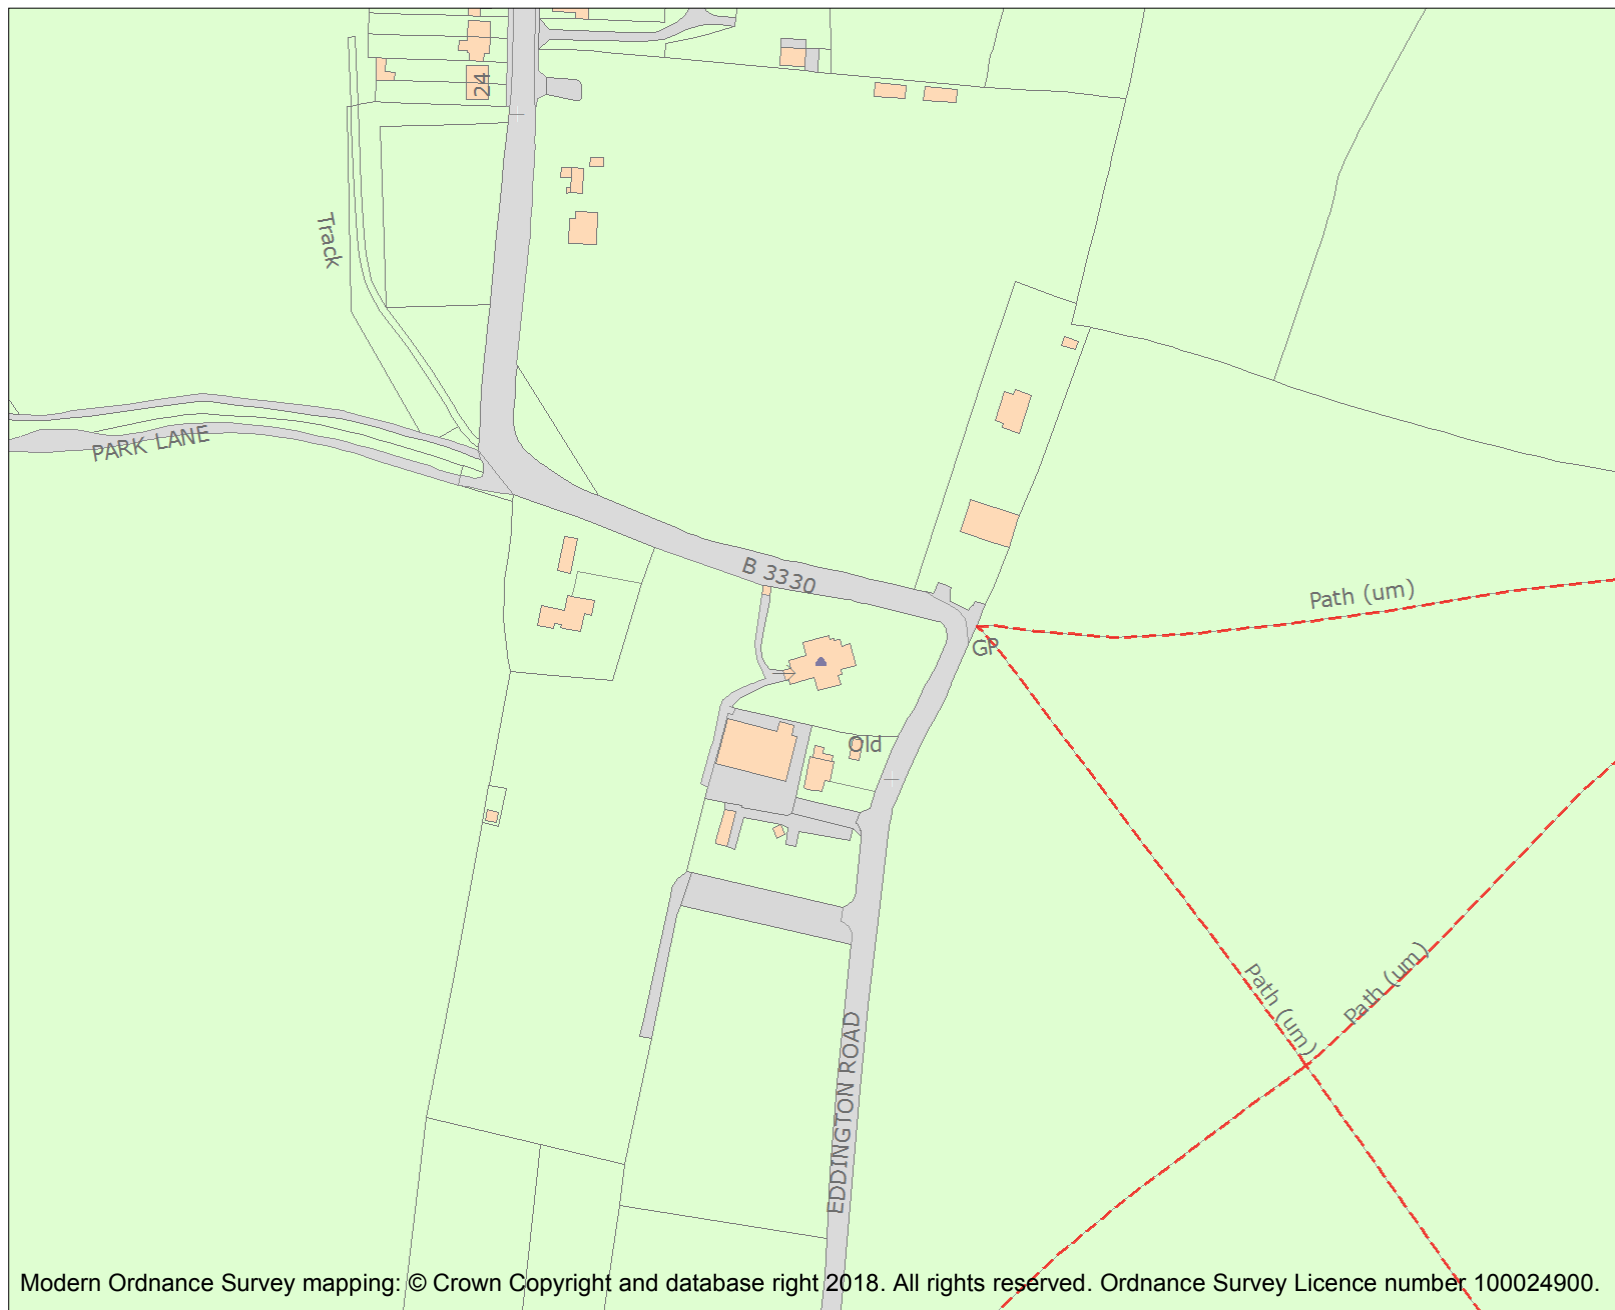 24
Track
PARK LANE
B 3330
Path (um)
GP
Old
Path (um)
Path (um)
EDDINGTON ROAD
Modern Ordnance Survey mapping: © Crown Copyright and database right 2018. All rights reserved. Ordnance Survey Licence number 100024900.